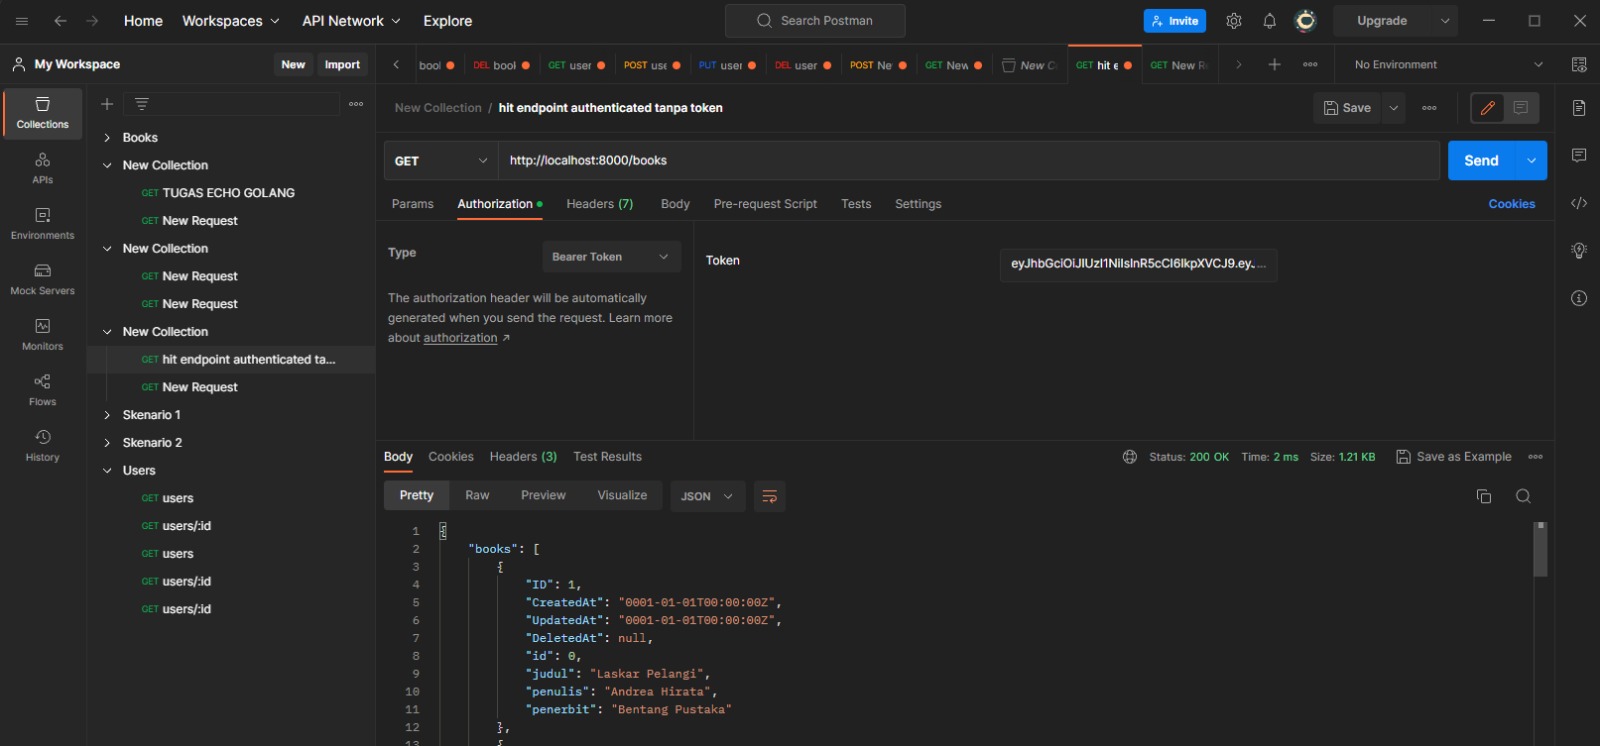 Home Workspaces API Network Explore Search Postman Invite Upgrade
My Workspace New Import
bool DEL bool GET user POST use PUT user DEL user POST Ne GET New New C GET hit e GET New R No Environment
New Collection / hit endpoint authenticated tanpa token Save
Collections
APIs
Environments
Mock Servers
Monitors
Flows
History
Books
New Collection
GET TUGAS ECHO GOLANG
GET New Request
New Collection
GET New Request
GET New Request
New Collection
GET hit endpoint authenticated ta...
GET New Request
Skenario 1
Skenario 2
Users
GET users
GET users/:id
GET users
GET users/:id
GET users/:id
GET http://localhost:8000/books Send
Params Authorization Headers (7) Body Pre-request Script Tests Settings Cookies
Type Bearer Token
The authorization header will be automatically
generated when you send the request. Learn more
about authorization ↗
Token eyJhbGciOiJIUzI1NiIsInR5cCI6IkpXVCJ9.eyJ...
Body Cookies Headers (3) Test Results Status: 200 OK Time: 2 ms Size: 1.21 KB Save as Example
Pretty Raw Preview Visualize JSON
1 {
2 "books": [
3 {
4 "ID": 1,
5 "CreatedAt": "0001-01-01T00:00:00Z",
6 "UpdatedAt": "0001-01-01T00:00:00Z",
7 "DeletedAt": null,
8 "id": 0,
9 "judul": "Laskar Pelangi",
10 "penulis": "Andrea Hirata",
11 "penerbit": "Bentang Pustaka"
12 },
13 {